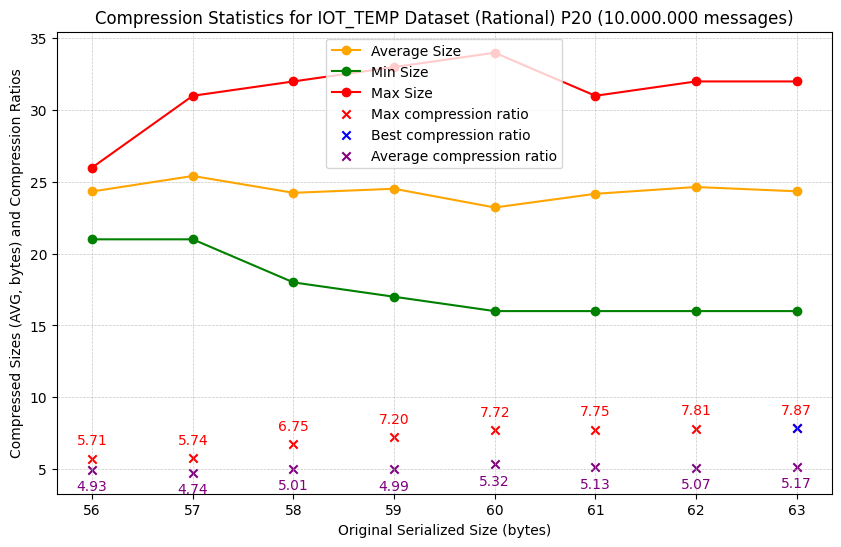 Compression Statistics for IOT_TEMP Dataset (Rational) P20 (10.000.000 messages)
Compressed Sizes (AVG, bytes) and Compression Ratios
35
30
25
20
15
10
5
Average Size
Min Size
Max Size
Max compression ratio
Best compression ratio
Average compression ratio
5.71 5.74 6.75 7.20 7.72 7.75 7.81 7.87
4.93 4.74 5.01 4.99 5.32 5.13 5.07 5.17
56 57 58 59 60 61 62 63
Original Serialized Size (bytes)